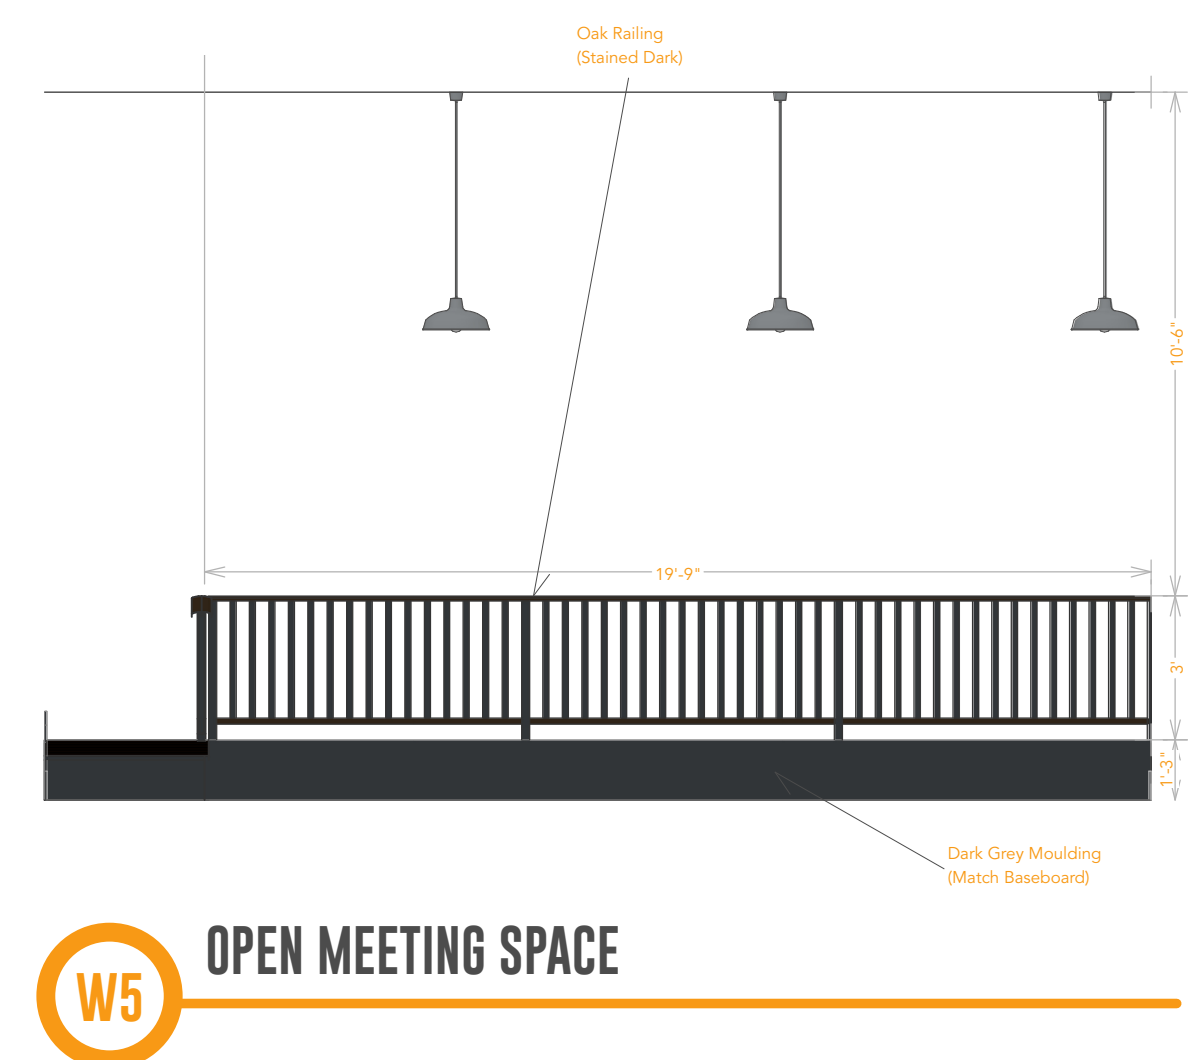 Oak Railing
(Stained Dark)
10'-6"
19'-9"
3'
1'-3"
Dark Grey Moulding
(Match Baseboard)
OPEN MEETING SPACE
W5